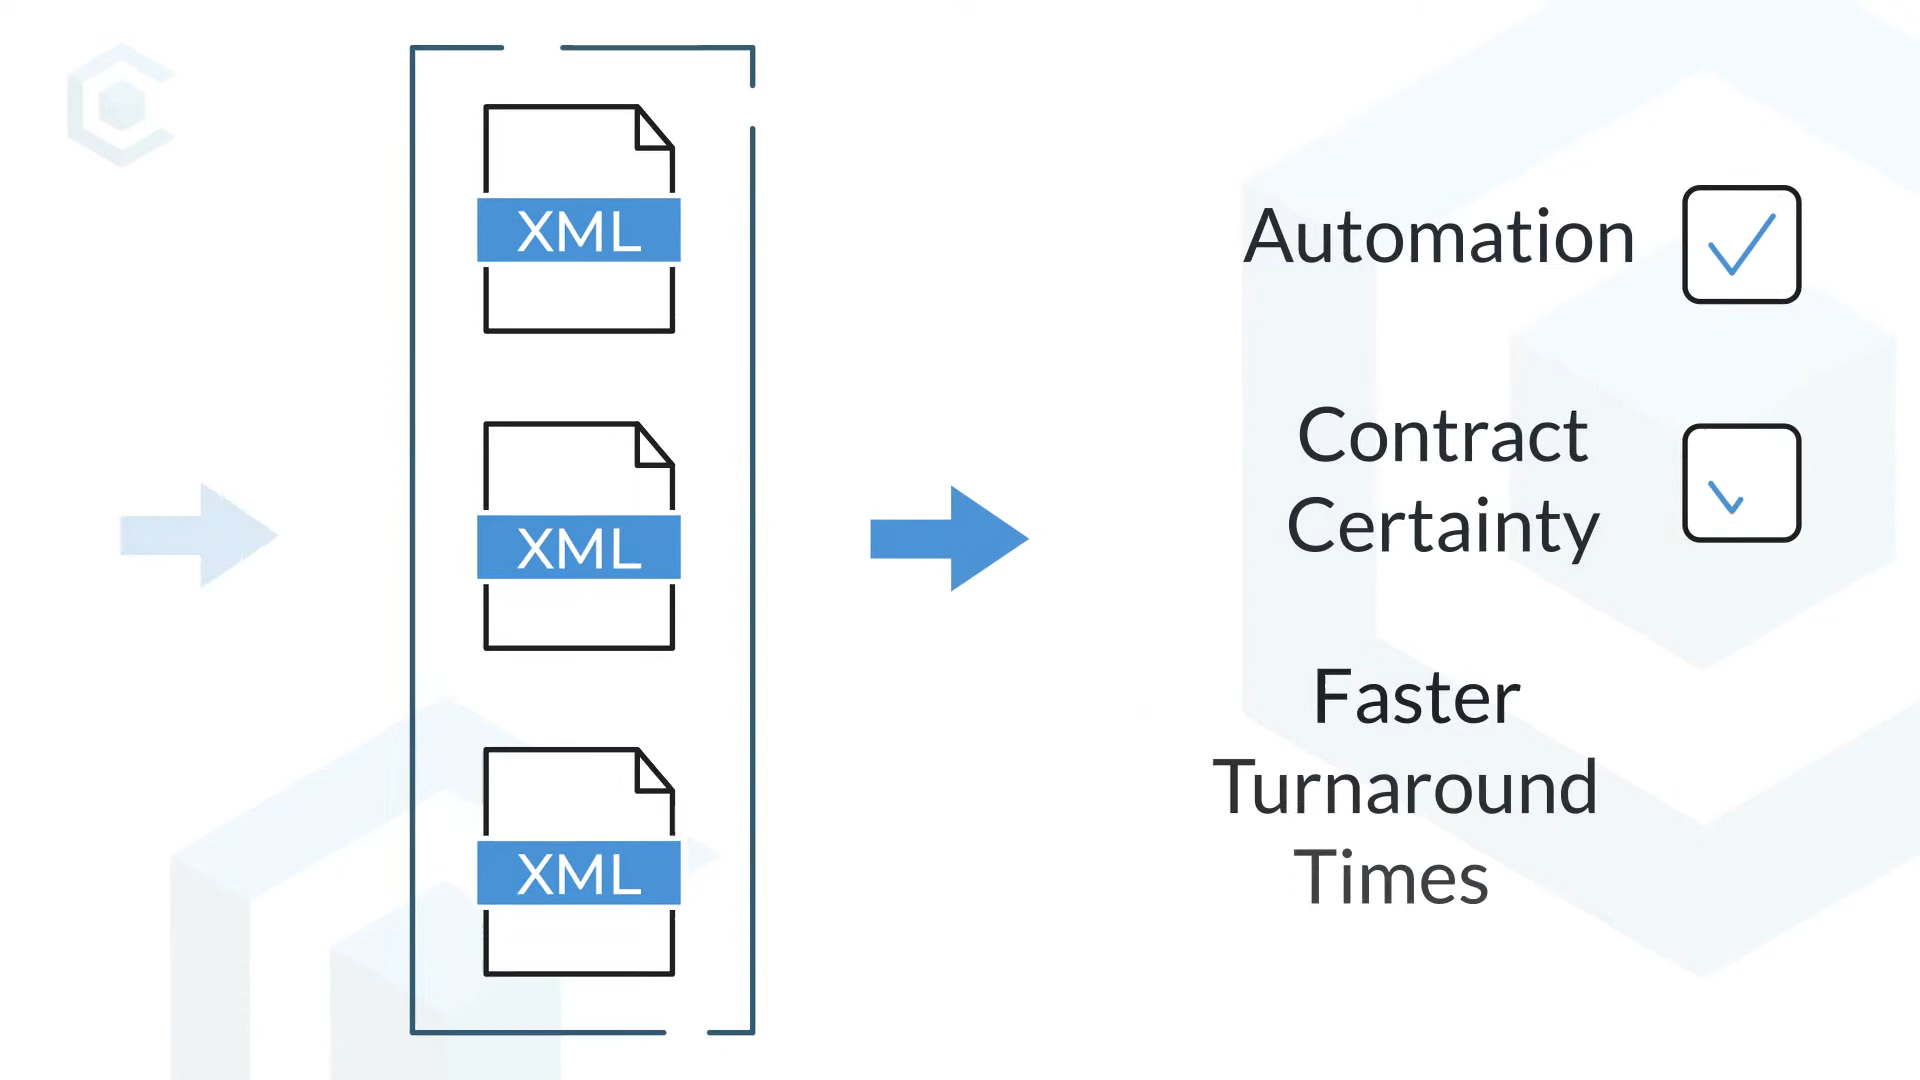 XML
XML
XML
Automation
Contract
Certainty
Faster
Turnaround
Times